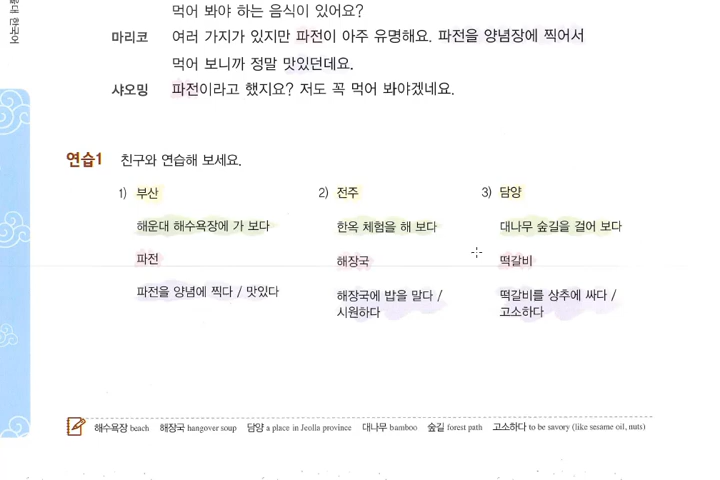 먹어 봐야 하는 음식이 있어요?
마리코 여러 가지가 있지만 파전이 아주 유명해요. 파전을 양념장에 찍어서
먹어 보니까 정말 맛있던데요.
샤오밍 파전이라고 했지요? 저도 꼭 먹어 봐야겠네요.
연습1 친구와 연습해 보세요.
1) 부산
해운대 해수욕장에 가 보다
파전
파전을 양념에 찍다 / 맛있다
2) 전주
한옥 체험을 해 보다
해장국
해장국에 밥을 말다 /
시원하다
3) 담양
대나무 숲길을 걸어 보다
떡갈비
떡갈비를 상추에 싸다 /
고소하다
해수욕장 beach 해장국 hangover soup 담양 a place in Jeolla province 대나무 bamboo 숲길 forest path 고소하다 to be savory (like sesame oil, nuts)
한국어